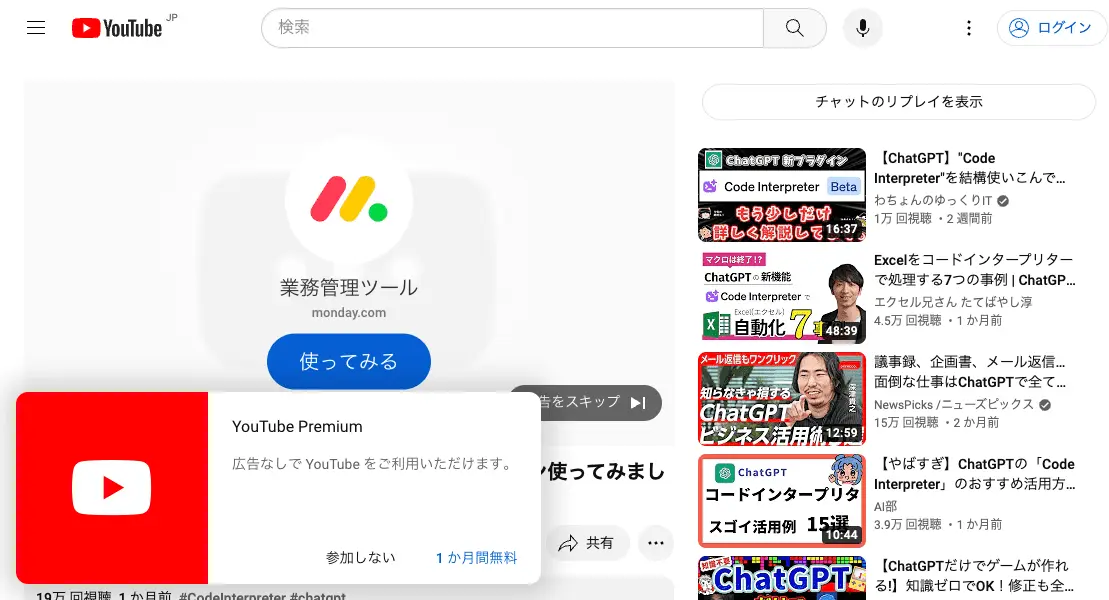 YouTube JP
検索
ログイン
業務管理ツール
monday.com
使ってみる
告をスキップ
YouTube Premium
広告なしで YouTube をご利用いただけます。
参加しない
1 か月間無料
ン使ってみまし
共有
19万 回視聴 1 か月前 #CodeInterpreter #chatgpt
チャットのリプレイを表示
ChatGPT 新プラグイン
Code Interpreter Beta
もう少しだけ
詳しく解説して
16:37
【ChatGPT】"Code
Interpreter"を結構使いこんで...
わちょんのゆっくりIT
1万 回視聴・2 週間前
マクロは終了!?
ChatGPTの新機能
Code Interpreterで
Excel(エクセル)
自動化 7事
48:39
Excelをコードインタープリター
で処理する7つの事例 | ChatGP...
エクセル兄さん たてばやし淳
4.5万 回視聴・1 か月前
メール返信もワンクリック
知らなきゃ損する
ChatGPT
ビジネス活用術
深津貴之
12:59
議事録、企画書、メール返信...
面倒な仕事はChatGPTで全て...
NewsPicks /ニューズピックス
15万 回視聴・2 か月前
ChatGPT
コードインタープリタ
スゴイ活用例 15選
10:44
【やばすぎ】ChatGPTの「Code
Interpreter」のおすすめ活用方...
AI部
3.9万 回視聴・1 か月前
知識不要
ChatGPT
【ChatGPTだけでゲームが作れ
る!】知識ゼロでOK！修正も全...